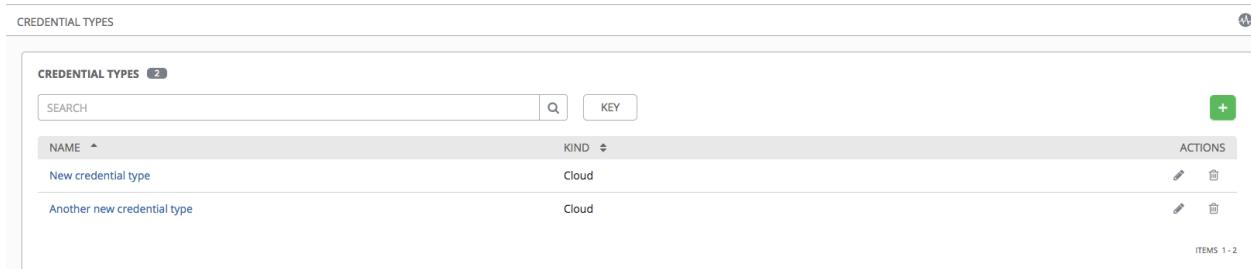 CREDENTIAL TYPES
CREDENTIAL TYPES 2
SEARCH KEY +
NAME KIND ACTIONS
New credential type Cloud
Another new credential type Cloud
ITEMS 1 - 2